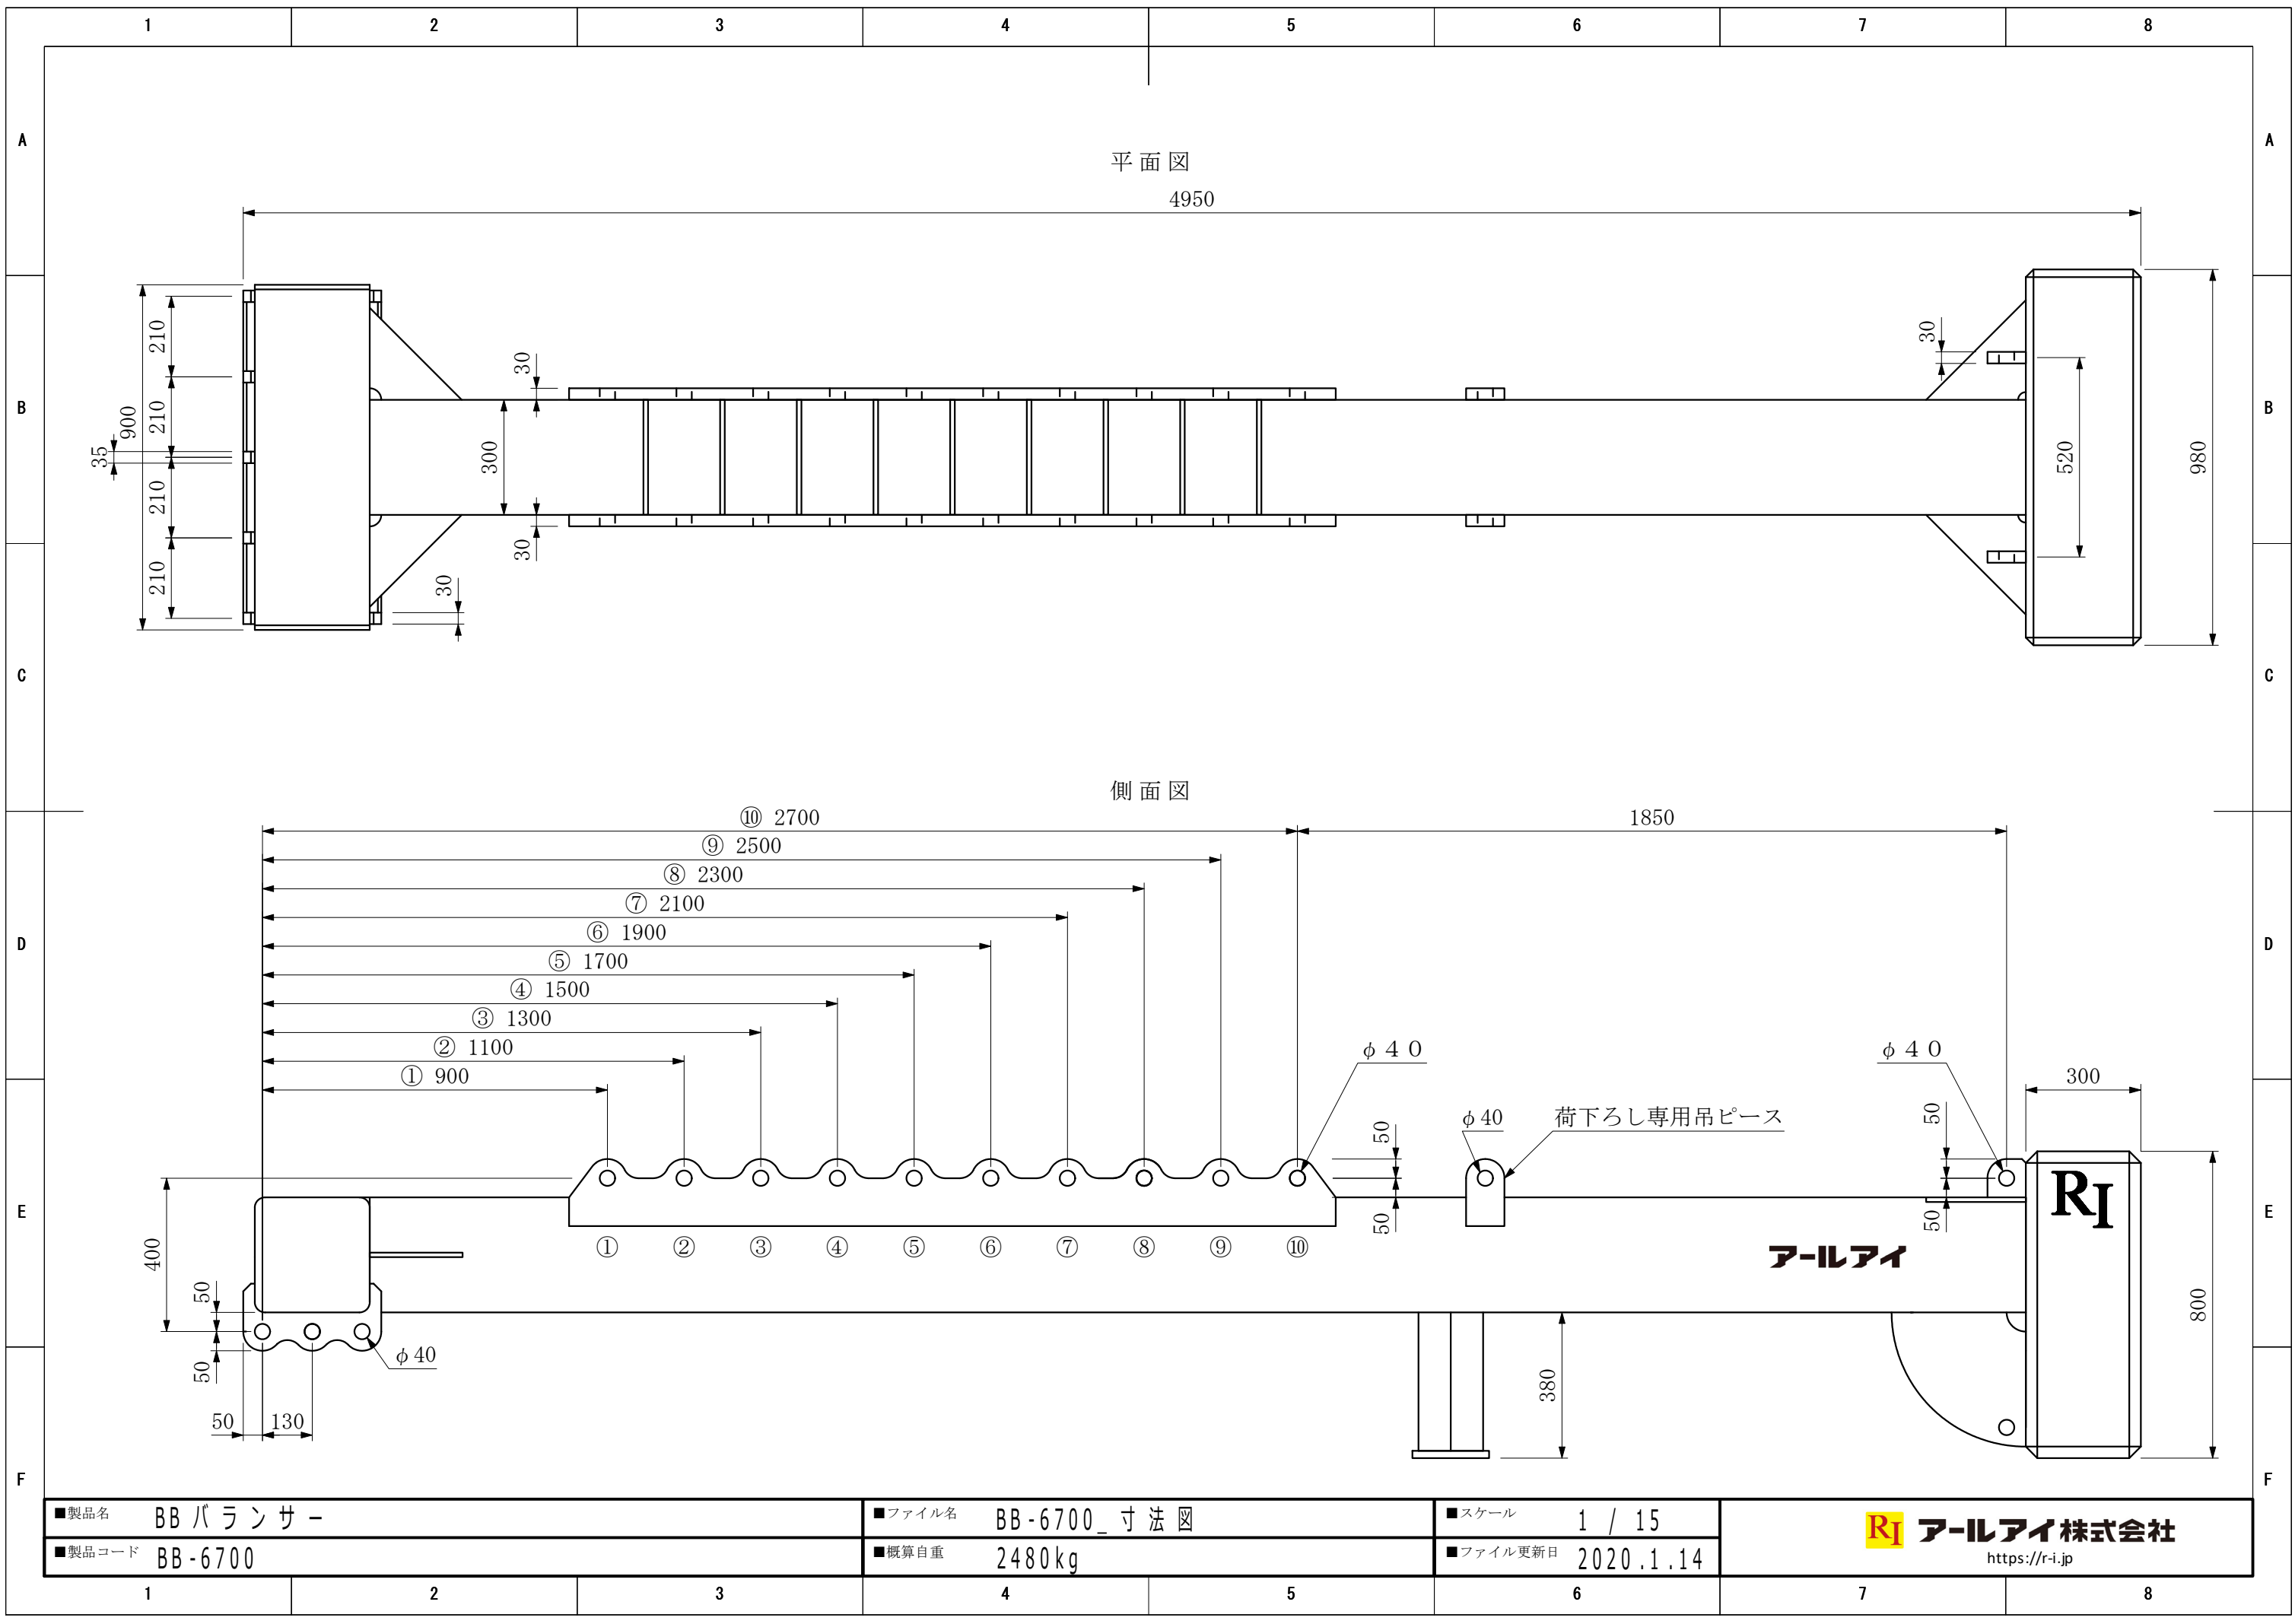 1 2 3 4 5 6 7 8
A A
平面図
4950
B B
210
210
210
210
900
35
300
30
30
30
30
520
980
C C
側面図
⑩ 2700
1850
⑨ 2500
⑧ 2300
⑦ 2100
⑥ 1900
⑤ 1700
④ 1500
③ 1300
② 1100
① 900
D D
φ40
φ40
φ40
荷下ろし専用吊ピース
300
50
50
50
50
E E
① ② ③ ④ ⑤ ⑥ ⑦ ⑧ ⑨ ⑩
RI
アールアイ
400
50
50
φ40
50 130
380
800
F F
■製品名 BBバランサー
■ファイル名 BB-6700_寸法図
■スケール 1 / 15
■製品コード BB-6700
■概算自重 2480kg
■ファイル更新日 2020.1.14
RI アールアイ株式会社
https://r-i.jp
1 2 3 4 5 6 7 8